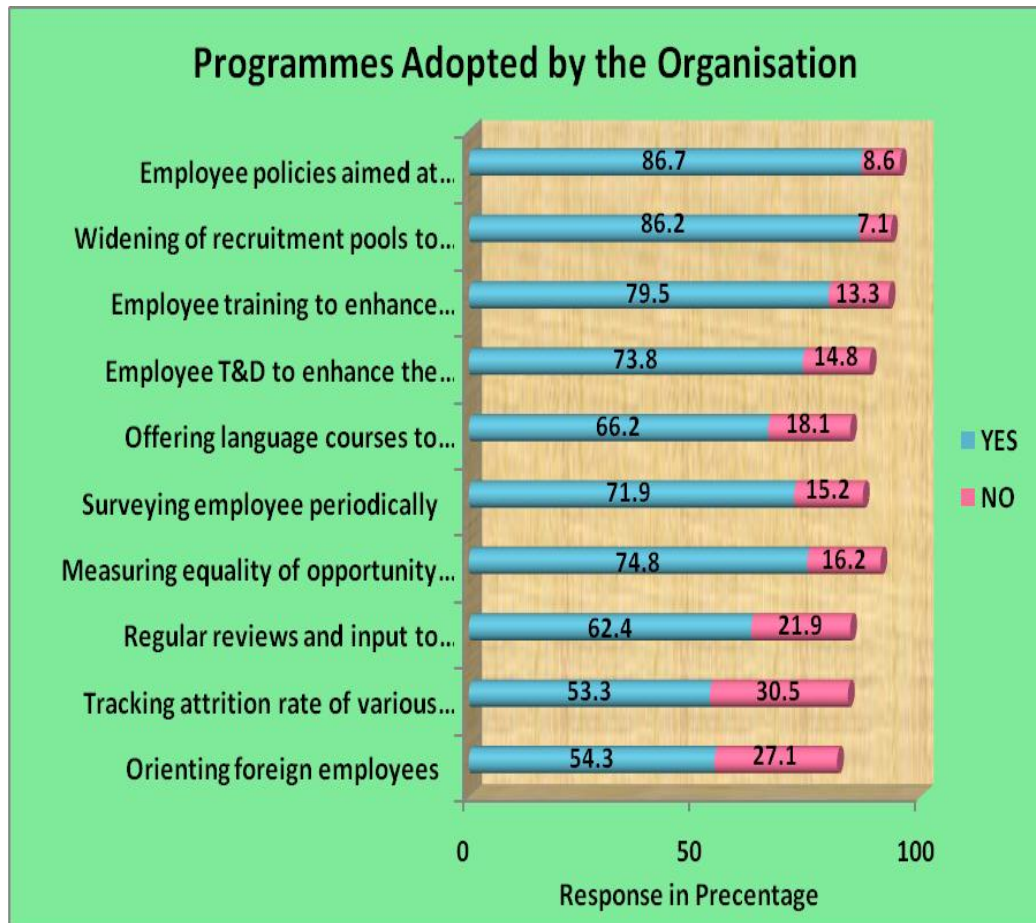 Programmes Adopted by the Organisation
Employee policies aimed at...
86.7
8.6
Widening of recruitment pools to...
86.2
7.1
Employee training to enhance...
79.5
13.3
Employee T&D to enhance the...
73.8
14.8
Offering language courses to...
66.2
18.1
Surveying employee periodically
71.9
15.2
Measuring equality of opportunity...
74.8
16.2
Regular reviews and input to...
62.4
21.9
Tracking attrition rate of various...
53.3
30.5
Orienting foreign employees
54.3
27.1
YES
NO
0
50
100
Response in Precentage